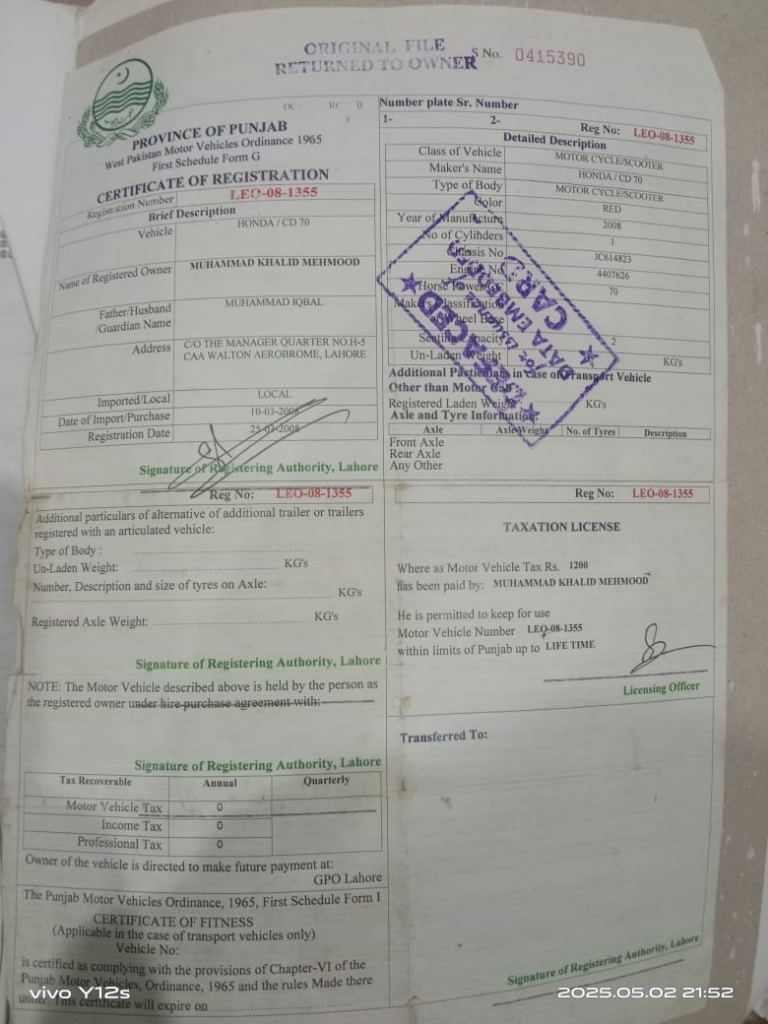 ORIGINAL FILE
RETURNED TO OWNER
S No. 0415390
DC RC 0
PROVINCE OF PUNJAB
West Pakistan Motor Vehicles Ordinance 1965
First Schedule Form G
CERTIFICATE OF REGISTRATION
Registration Number LEO-08-1355
Brief Description
Vehicle HONDA / CD 70
Name of Registered Owner MUHAMMAD KHALID MEHMOOD
Father/Husband MUHAMMAD IQBAL
/Guardian Name
Address C/O THE MANAGER QUARTER NO.H-5
CAA WALTON AEROBROME, LAHORE
Imported/Local LOCAL
Date of Import/Purchase 10-03-2008
Registration Date 25-03-2008
Signature of Registering Authority, Lahore
Number plate Sr. Number
1- 2- Reg No: LEO-08-1355
Detailed Description
Class of Vehicle MOTOR CYCLE/SCOOTER
Maker's Name HONDA / CD 70
Type of Body MOTOR CYCLE/SCOOTER
Color RED
Year of Manufacture 2008
No of Cylihders 1
Chassis No JC614823
Engine No 4407626
Horse Power 70
Makers Classification
Wheel Base
Seating Capacity 2
Un-Laden Weight KG's
Additional Particulars in case of Transport Vehicle
Other than Motor Cab
Registered Laden Weight KG's
Axle and Tyre Information:
Axle Axle Weight No. of Tyres Description
Front Axle
Rear Axle
Any Other
DATA EMBEDDED
CARD
Reg No: LEO-08-1355
Additional particulars of alternative of additional trailer or trailers
registered with an articulated vehicle:
Type of Body :
Un-Laden Weight: KG's
Number, Description and size of tyres on Axle:
KG's
Registered Axle Weight: KG's
Signature of Registering Authority, Lahore
NOTE: The Motor Vehicle described above is held by the person as
the registered owner under hire-purchase agreement with:
Signature of Registering Authority, Lahore
Tax Recoverable Annual Quarterly
Motor Vehicle Tax 0
Income Tax 0
Professional Tax 0
Owner of the vehicle is directed to make future payment at:
GPO Lahore
The Punjab Motor Vehicles Ordinance, 1965, First Schedule Form I
CERTIFICATE OF FITNESS
(Applicable in the case of transport vehicles only)
Vehicle No:
is certified as complying with the provisions of Chapter-VI of the
Punjab Motor Vehicles, Ordinance, 1965 and the rules Made there
under. This certificate will expire on
Reg No: LEO-08-1355
TAXATION LICENSE
Where as Motor Vehicle Tax Rs. 1200
has been paid by: MUHAMMAD KHALID MEHMOOD
He is permitted to keep for use
Motor Vehicle Number LEO-08-1355
within limits of Punjab up to LIFE TIME
Licensing Officer
Transferred To:
Signature of Registering Authority, Lahore
vivo Y12s
2025.05.02 21:52